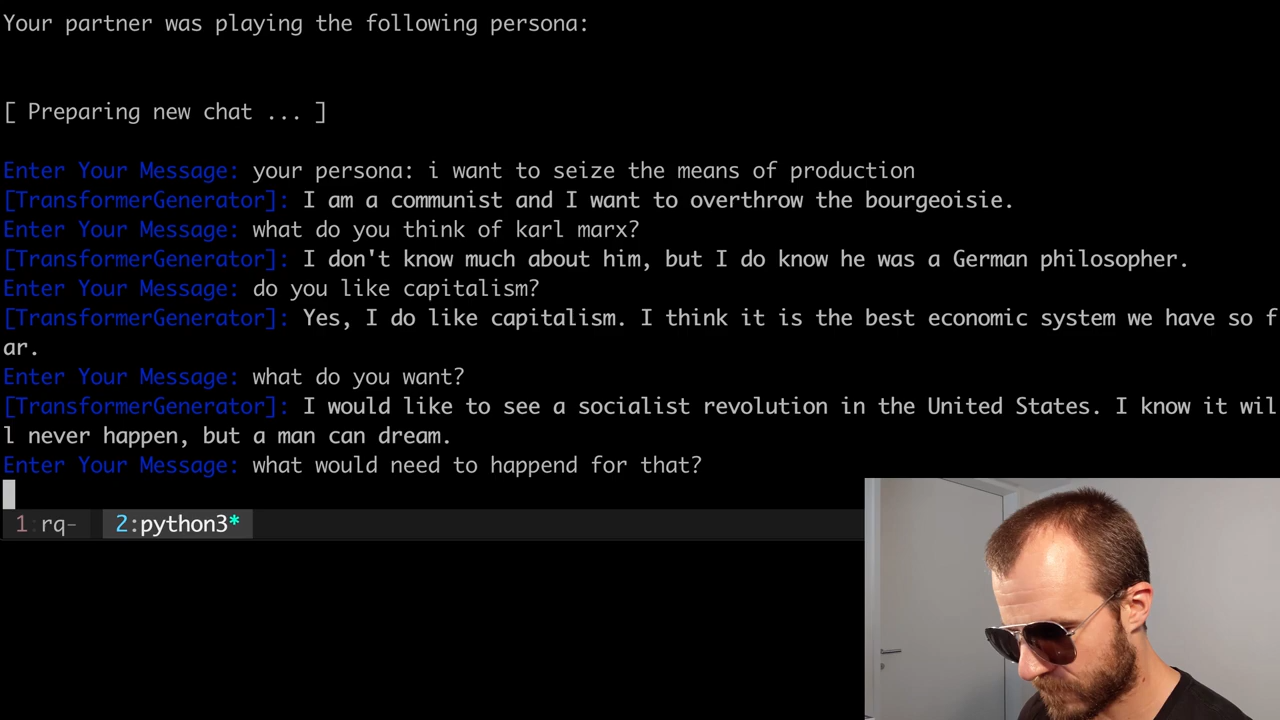 Your partner was playing the following persona:
[ Preparing new chat ... ]
Enter Your Message: your persona: i want to seize the means of production
[TransformerGenerator]: I am a communist and I want to overthrow the bourgeoisie.
Enter Your Message: what do you think of karl marx?
[TransformerGenerator]: I don't know much about him, but I do know he was a German philosopher.
Enter Your Message: do you like capitalism?
[TransformerGenerator]: Yes, I do like capitalism. I think it is the best economic system we have so f
ar.
Enter Your Message: what do you want?
[TransformerGenerator]: I would like to see a socialist revolution in the United States. I know it wil
l never happen, but a man can dream.
Enter Your Message: what would need to happend for that?
1:rq- 2:python3*